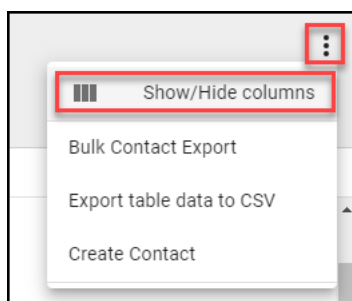 Show/Hide columns
Bulk Contact Export
Export table data to CSV
Create Contact